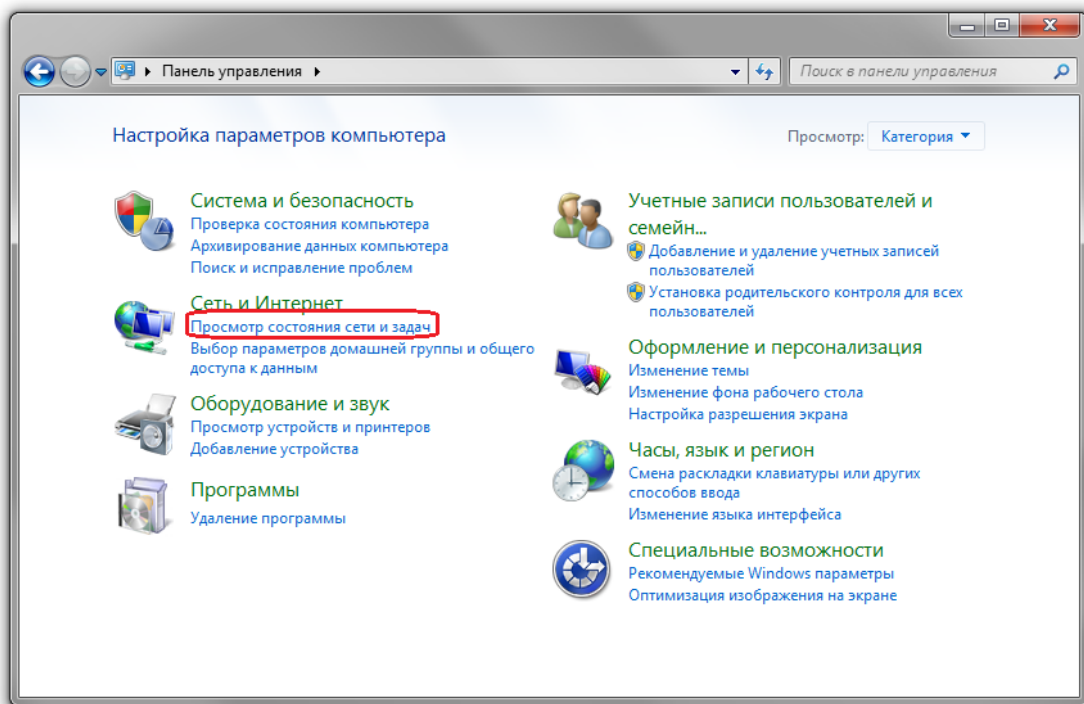 Панель управления
Поиск в панели управления
Настройка параметров компьютера
Просмотр: Категория
Система и безопасность
Проверка состояния компьютера
Архивирование данных компьютера
Поиск и исправление проблем
Сеть и Интернет
Просмотр состояния сети и задач
Выбор параметров домашней группы и общего
доступа к данным
Оборудование и звук
Просмотр устройств и принтеров
Добавление устройства
Программы
Удаление программы
Учетные записи пользователей и
семейн...
Добавление и удаление учетных записей
пользователей
Установка родительского контроля для всех
пользователей
Оформление и персонализация
Изменение темы
Изменение фона рабочего стола
Настройка разрешения экрана
Часы, язык и регион
Смена раскладки клавиатуры или других
способов ввода
Изменение языка интерфейса
Специальные возможности
Рекомендуемые Windows параметры
Оптимизация изображения на экране